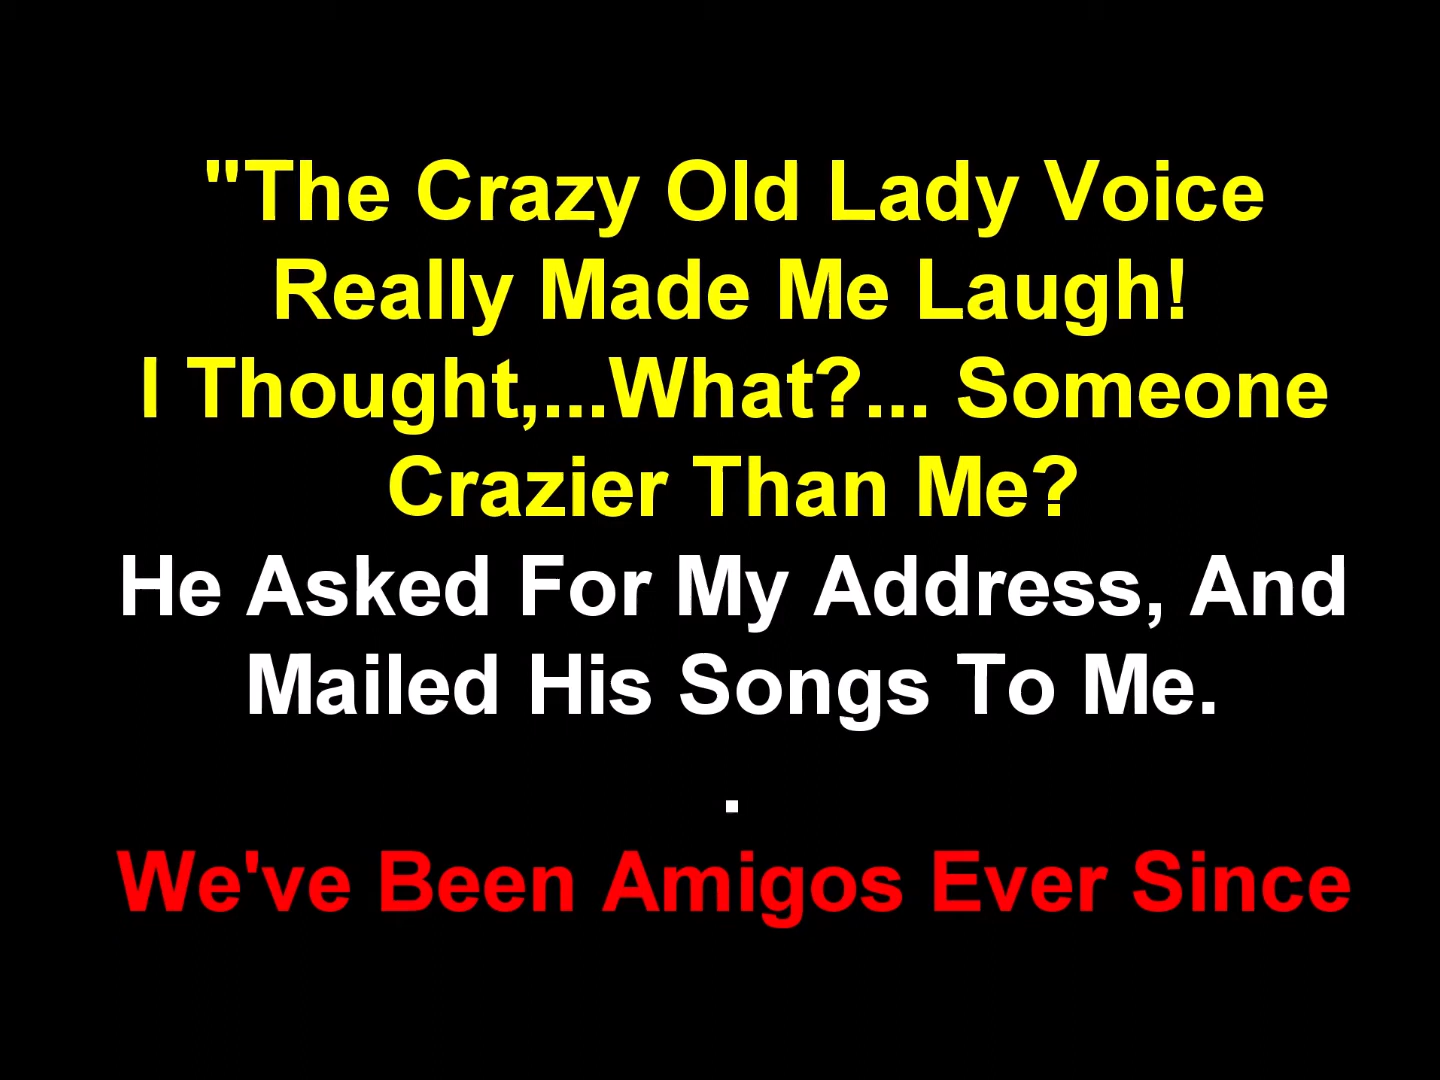 "The Crazy Old Lady Voice
Really Made Me Laugh!
I Thought,...What?... Someone
Crazier Than Me?
He Asked For My Address, And
Mailed His Songs To Me.
.
We've Been Amigos Ever Since